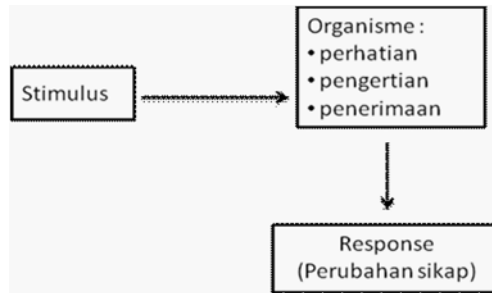 Stimulus
Organisme :
• perhatian
• pengertian
• penerimaan
Response
(Perubahan sikap)